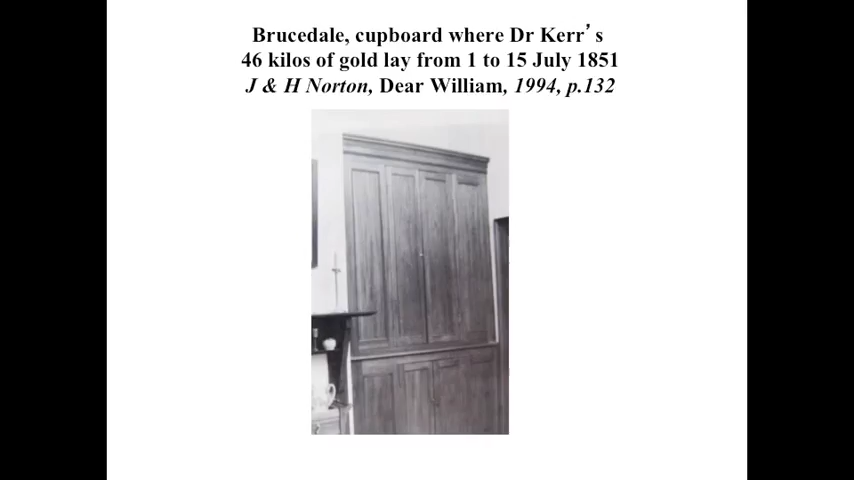 Brucedale, cupboard where Dr Kerr’s
46 kilos of gold lay from 1 to 15 July 1851
J & H Norton, Dear William, 1994, p.132